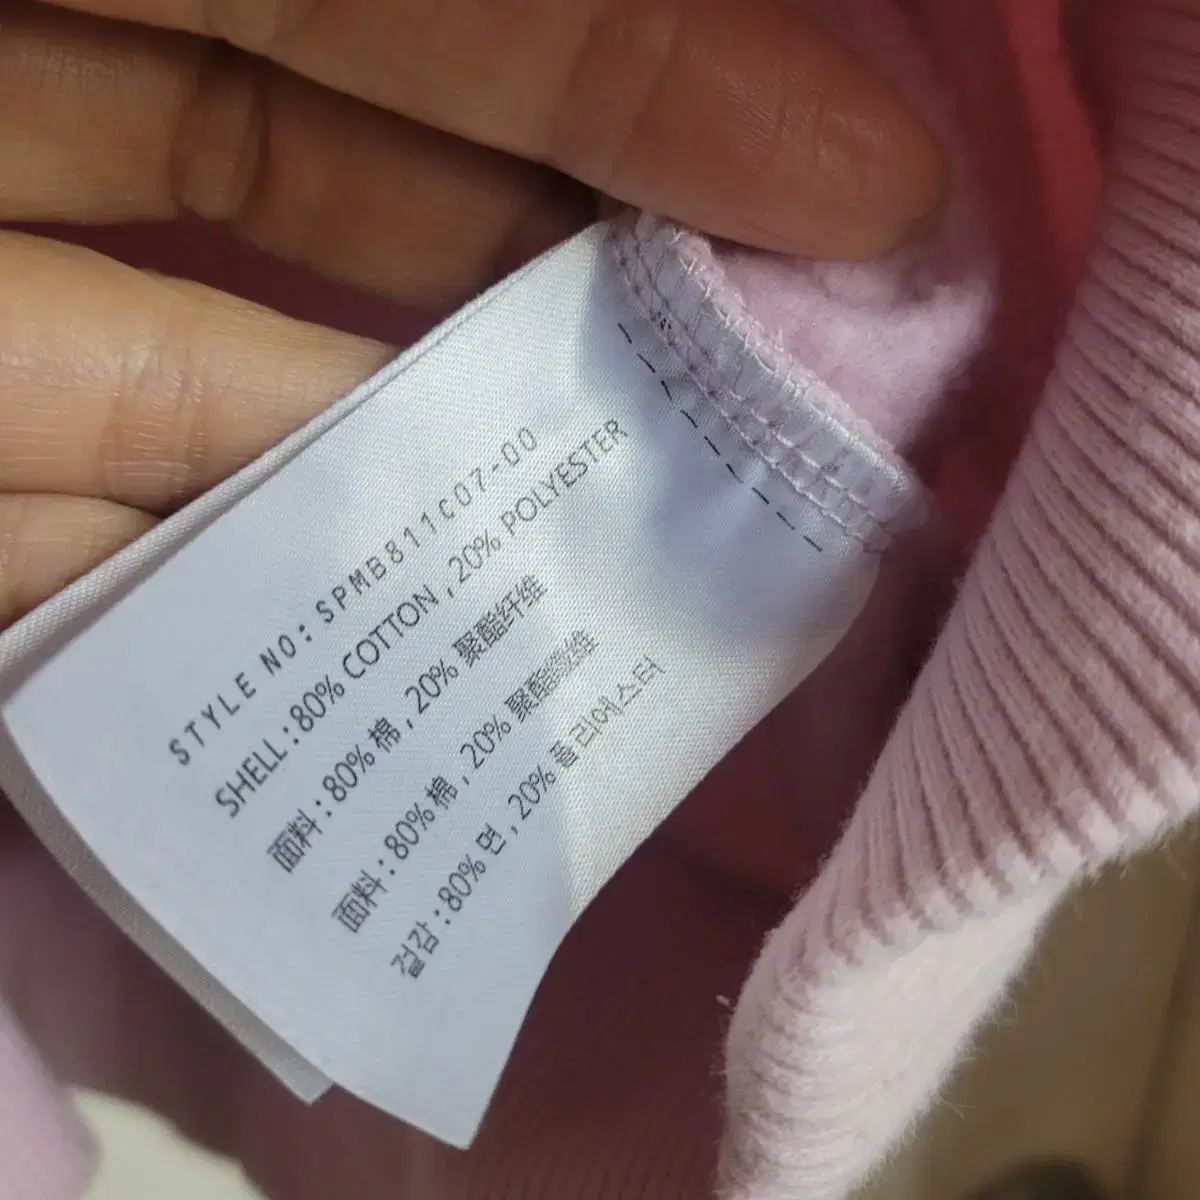 STYLE NO: SPMB811C07-00
SHELL:80% COTTON,20% POLYESTER
面料:80%棉,20% 聚酯纤维
面料:80%棉,20% 聚酯纖維
겉감:80% 면,20% 폴리에스터